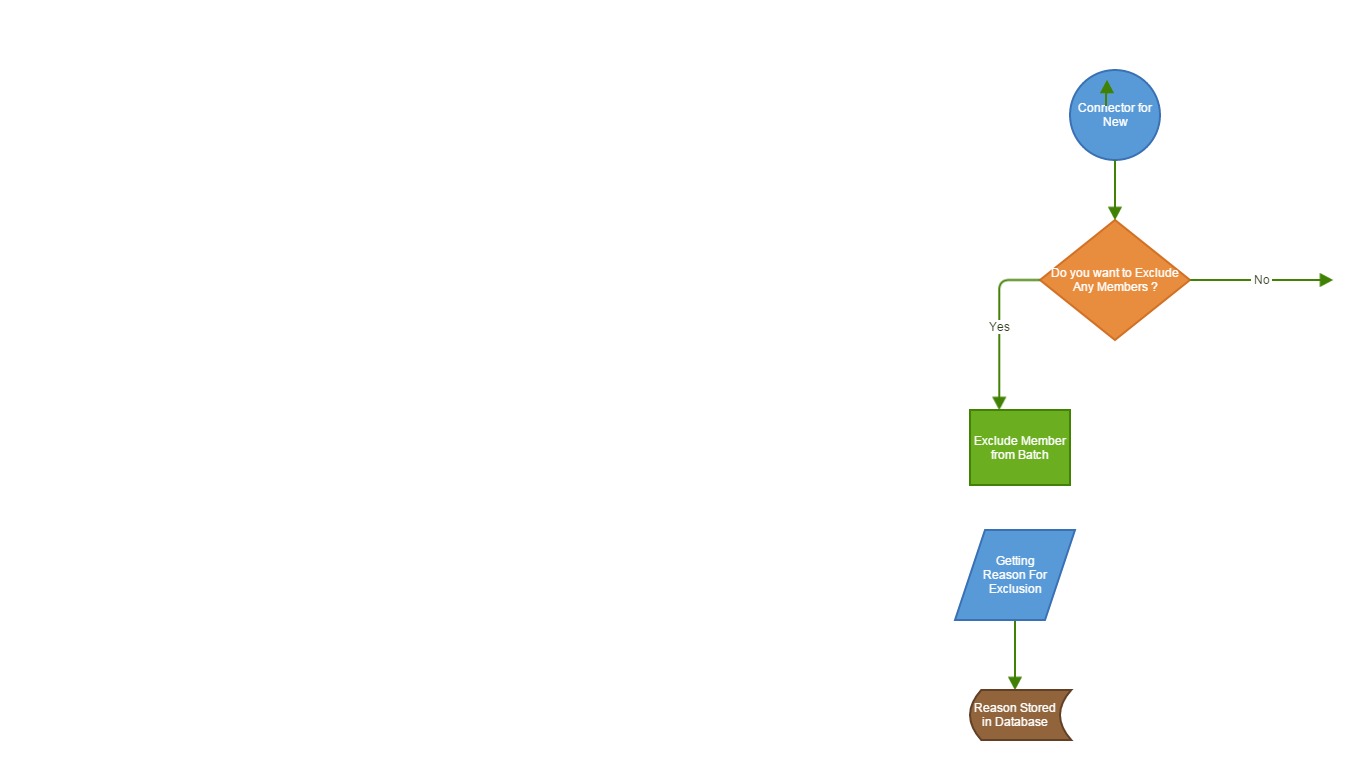 Connector for
New
Do you want to Exclude
Any Members ?
No
Yes
Exclude Member
from Batch
Getting
Reason For
Exclusion
Reason Stored
in Database